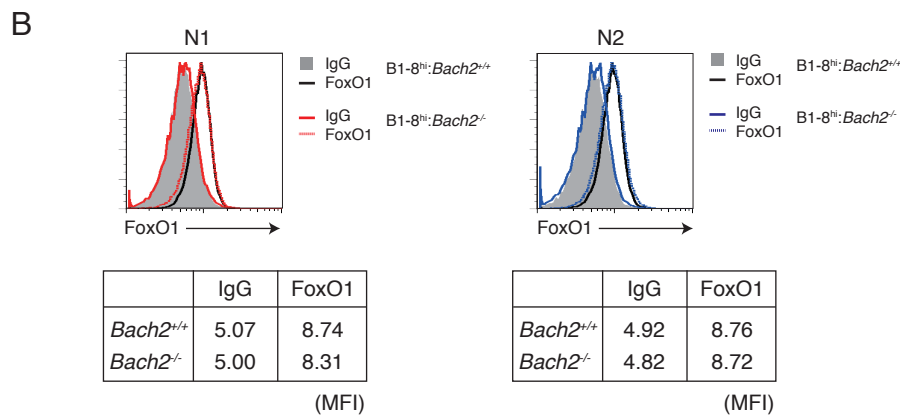 B
N1
IgG B1-8hi:Bach2+/+
FoxO1
IgG B1-8hi:Bach2-/-
FoxO1
FoxO1
IgG FoxO1
Bach2+/+ 5.07 8.74
Bach2-/- 5.00 8.31
(MFI)
N2
IgG B1-8hi:Bach2+/+
FoxO1
IgG B1-8hi:Bach2-/-
FoxO1
FoxO1
IgG FoxO1
Bach2+/+ 4.92 8.76
Bach2-/- 4.82 8.72
(MFI)